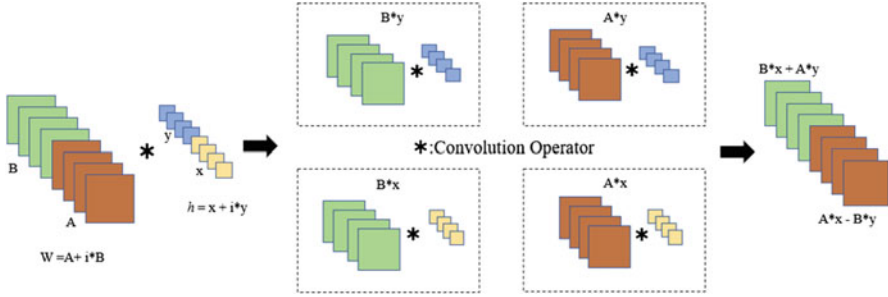 B*y
A*y
B
y
x
A
h = x + i*y
W =A+ i*B
*:Convolution Operator
B*x
A*x
B*x + A*y
A*x - B*y